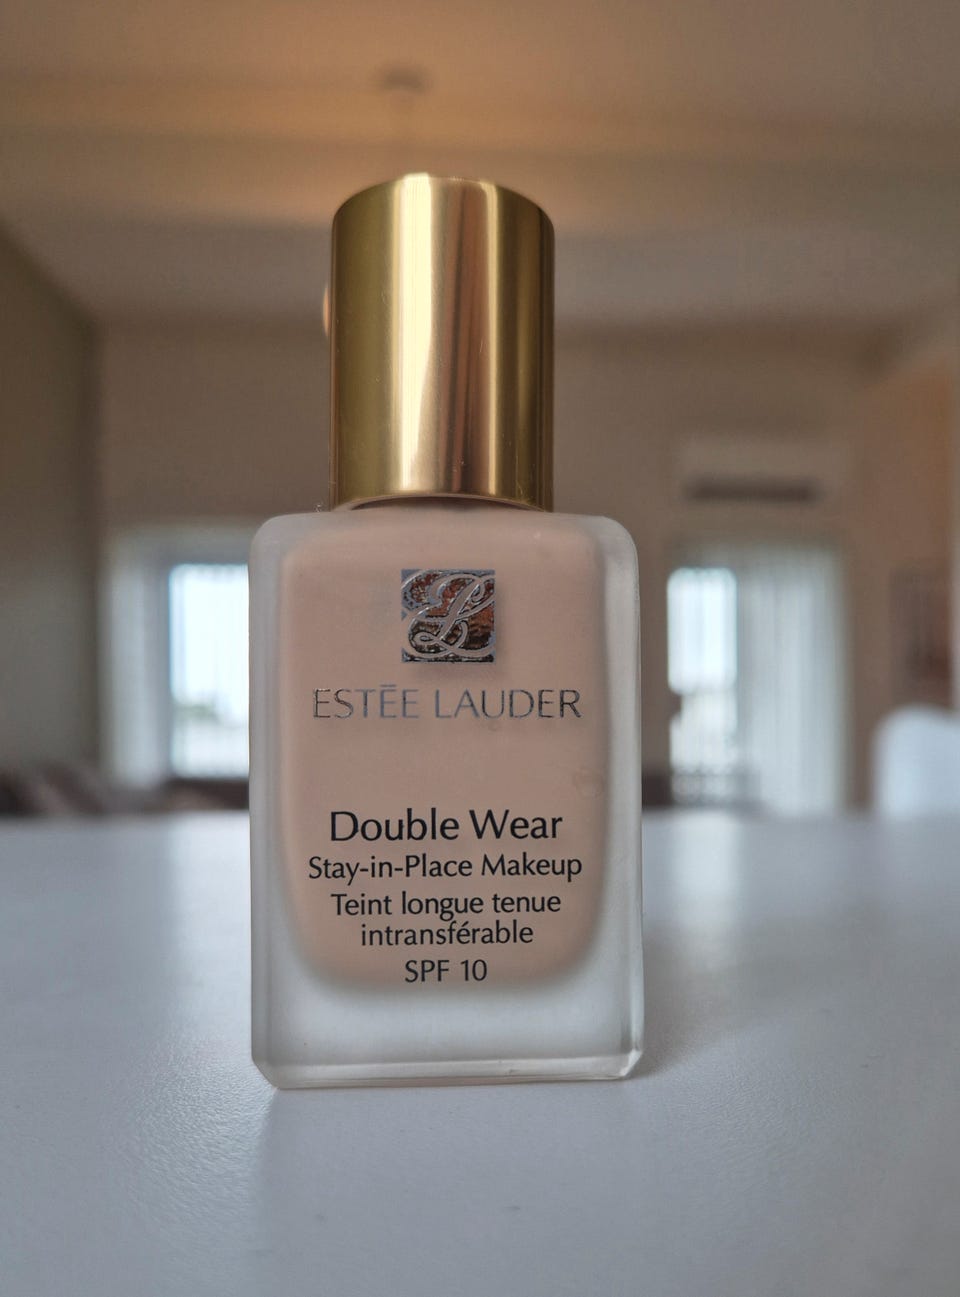 ESTĒE LAUDER
Double Wear
Stay-in-Place Makeup
Teint longue tenue
intransférable
SPF 10